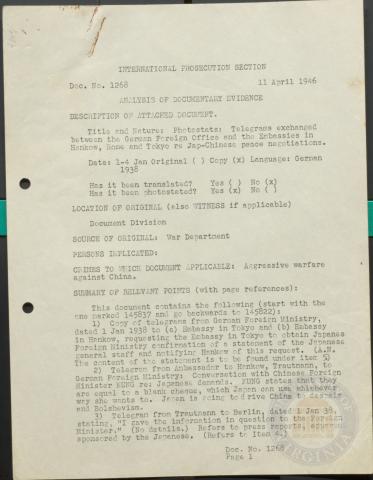 INTERNATIONAL PROSECUTION SECTION
Doc. No. 1268 11 April 1946
ANALYSIS OF DOCUMENTARY EVIDENCE
DESCRIPTION OF ATTACHED DOCUMENT.
Title and Nature: Photostats: Telegrams exchanged
between the German Foreign Office and the Embassies in
Hankow, Rome and Tokyo re Jap-Chinese peace negotiations.
Date: 1-4 Jan Original ( ) Copy (x) Language: German
1938
Has it been translated? Yes ( ) No (x)
Has it been photostated? Yes (x) No ( )
LOCATION OF ORIGINAL (also WITNESS if applicable)
Document Division
SOURCE OF ORIGINAL: War Department
PERSONS IMPLICATED:
CRIMES TO WHICH DOCUMENT APPLICABLE: Aggressive warfare
against China.
SUMMARY OF RELEVANT POINTS (with page references):
This document contains the following (start with the
one marked 145837 and go backwards to 145822):
1) Copy of telegrams from German Foreign Ministry,
dated 1 Jan 1938 to (a) Embassy in Tokyo and (b) Embassy
in Hankow, requesting the Embassy in Tokyo to obtain Japanese
Foreign Ministry confirmation of a statement of the Japanese
general staff and notifying Hankow of this request. (A.N.
The content of the statement is to be found under item 5)
2) Telegram from Ambassador to Hankow, Trautmann, to
German Foreign Ministry: Conversation with Chinese Foreign
Minister KUNG re: Japanese demands. KUNG states that they
are equal to a blank cheque, which Japan can use whichever
way she wants to. Japan is going to drive China to despair
and Bolshevism.
3) Telegram from Trautmann to Berlin, dated 1 Jan 38,
stating, "I gave the information in question to the Foreign
Minister." (No details.) Refers to press reports,
sponsored by the Japanese. (Refers to Item
Doc. No. 1268
Page 1
VIRGINIA